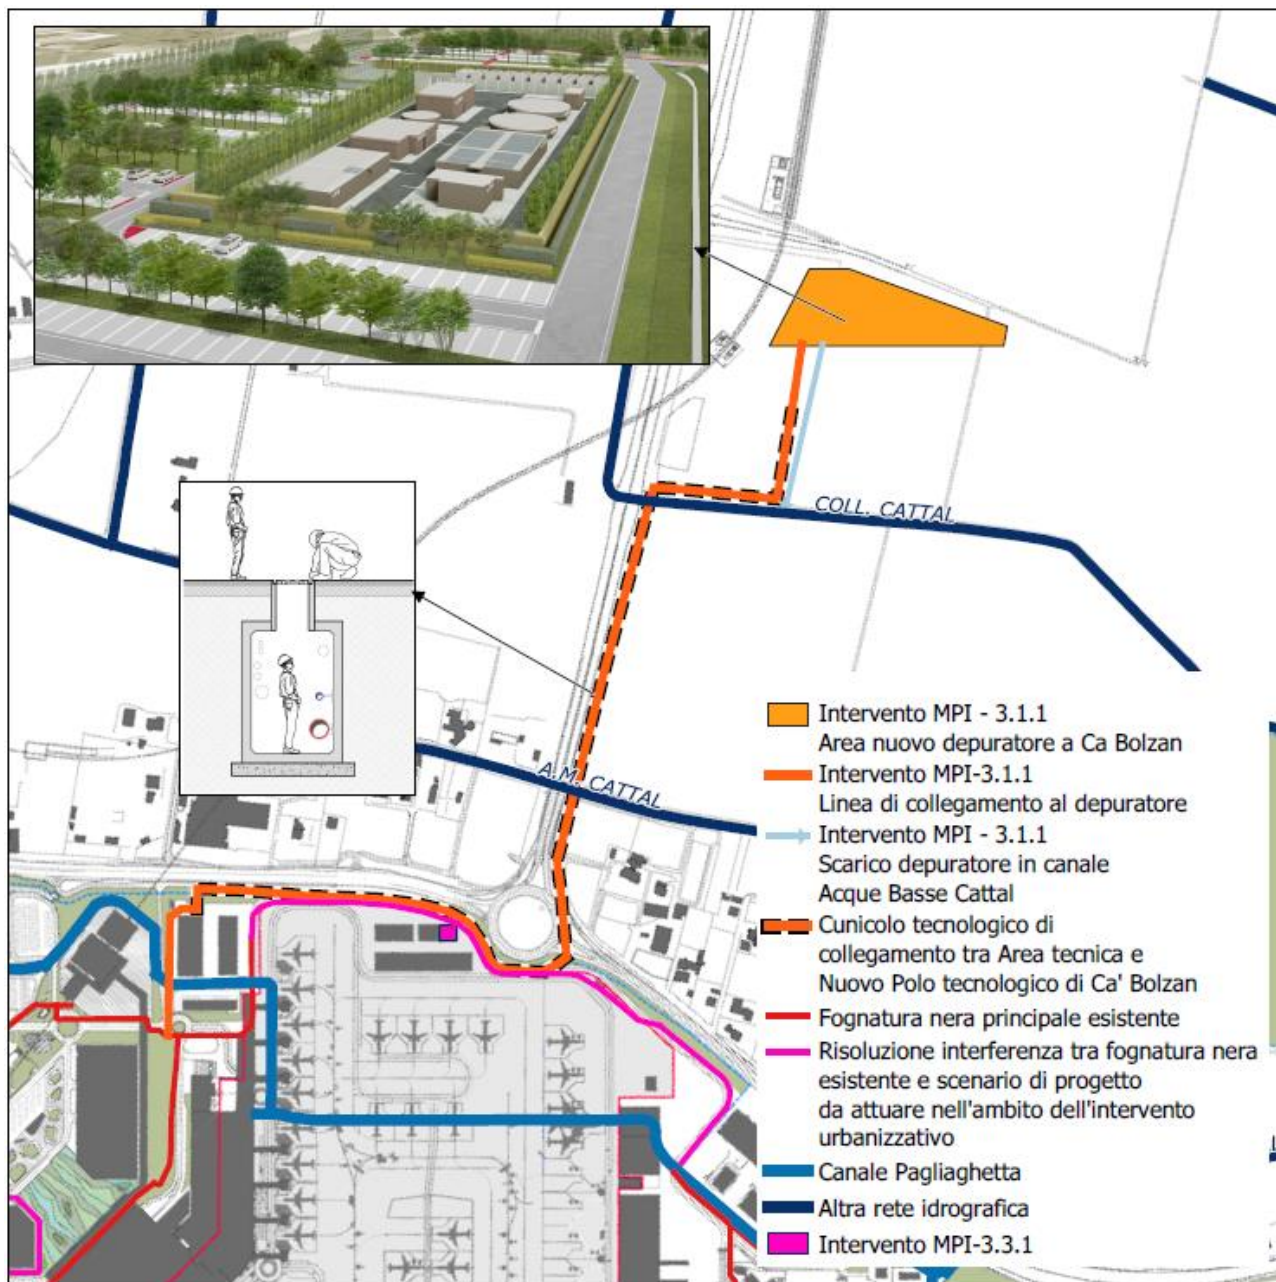 COLL. CATTAL
A.M. CATTAL
Intervento MPI - 3.1.1
Area nuovo depuratore a Ca Bolzan
Intervento MPI-3.1.1
Linea di collegamento al depuratore
Intervento MPI - 3.1.1
Scarico depuratore in canale
Acque Basse Cattal
Cunicolo tecnologico di
collegamento tra Area tecnica e
Nuovo Polo tecnologico di Ca' Bolzan
Fognatura nera principale esistente
Risoluzione interferenza tra fognatura nera
esistente e scenario di progetto
da attuare nell'ambito dell'intervento
urbanizzativo
Canale Pagliaghetta
Altra rete idrografica
Intervento MPI-3.3.1